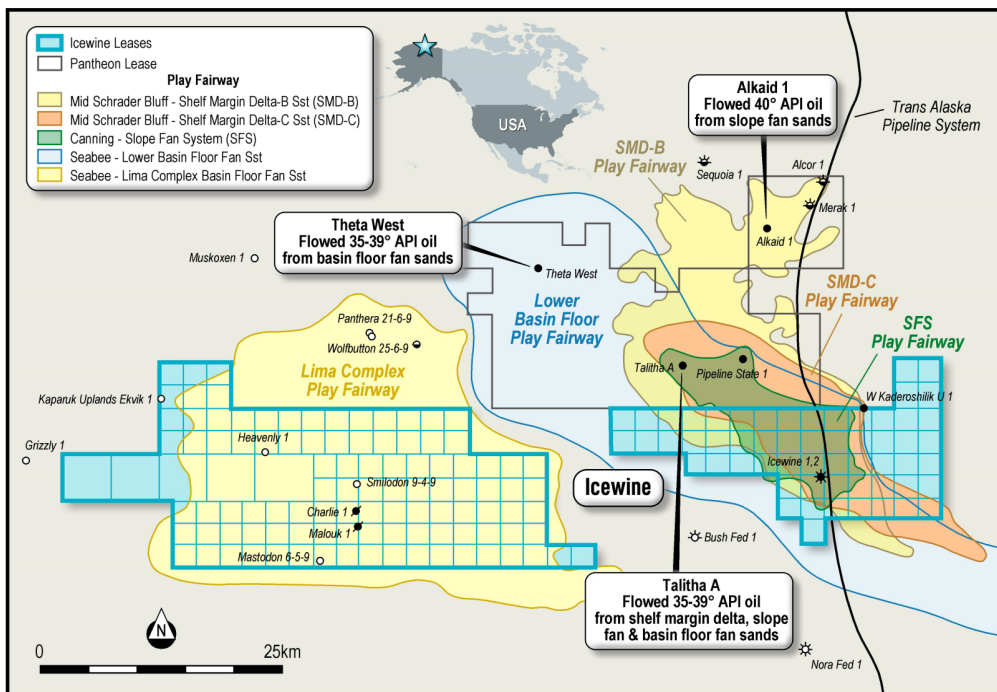 Icewine Leases
Pantheon Lease
Play Fairway
Mid Schrader Bluff - Shelf Margin Delta-B Sst (SMD-B)
Mid Schrader Bluff - Shelf Margin Delta-C Sst (SMD-C)
Canning - Slope Fan System (SFS)
Seabee - Lower Basin Floor Fan Sst
Seabee - Lima Complex Basin Floor Fan Sst
USA
Alkaid 1
Flowed 40° API oil
from slope fan sands
Trans Alaska
Pipeline System
SMD-B
Play Fairway
Sequoia 1
Alcor 1
Merak 1
Alkaid 1
Theta West
Flowed 35-39° API oil
from basin floor fan sands
Muskoxen 1
Theta West
SMD-C
Play Fairway
Lower
Basin Floor
Play Fairway
SFS
Play Fairway
Panthera 21-6-9
Wolfbutton 25-6-9
Lima Complex
Play Fairway
Talitha A
Pipeline State 1
Kaparuk Uplands Ekvik 1
W Kaderoshilik U 1
Heavenly 1
Grizzly 1
Icewine 1,2
Smilodon 9-4-9
Icewine
Charlie 1
Malouk 1
Bush Fed 1
Mastodon 6-5-9
Talitha A
Flowed 35-39° API oil
from shelf margin delta, slope
fan & basin floor fan sands
N
0
25km
Nora Fed 1